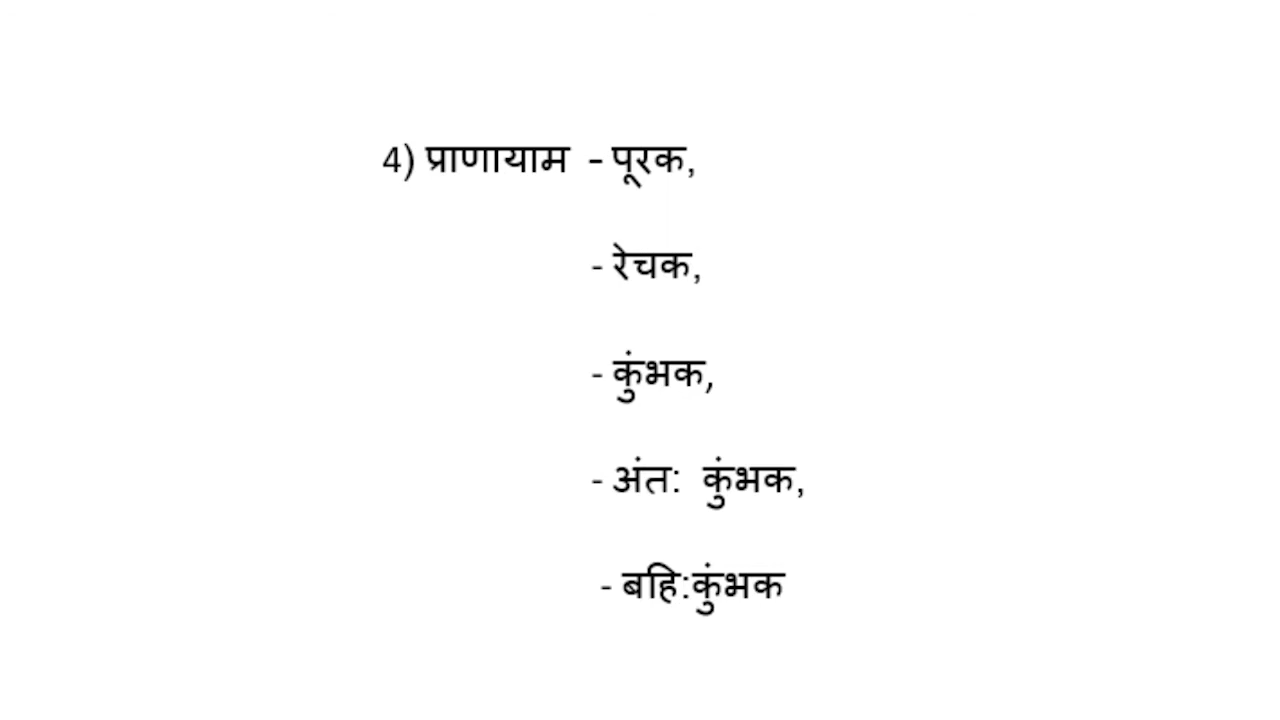 4) प्राणायाम - पूरक,
- रेचक,
- कुंभक,
- अंत: कुंभक,
- बहि:कुंभक